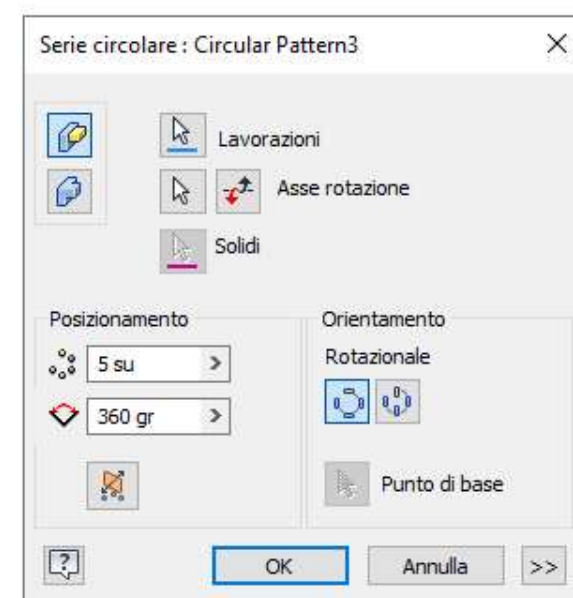 Serie circolare : Circular Pattern3
Lavorazioni
Asse rotazione
Solidi
Posizionamento
5 su >
360 gr >
Orientamento
Rotazionale
Punto di base
?
OK
Annulla
>>